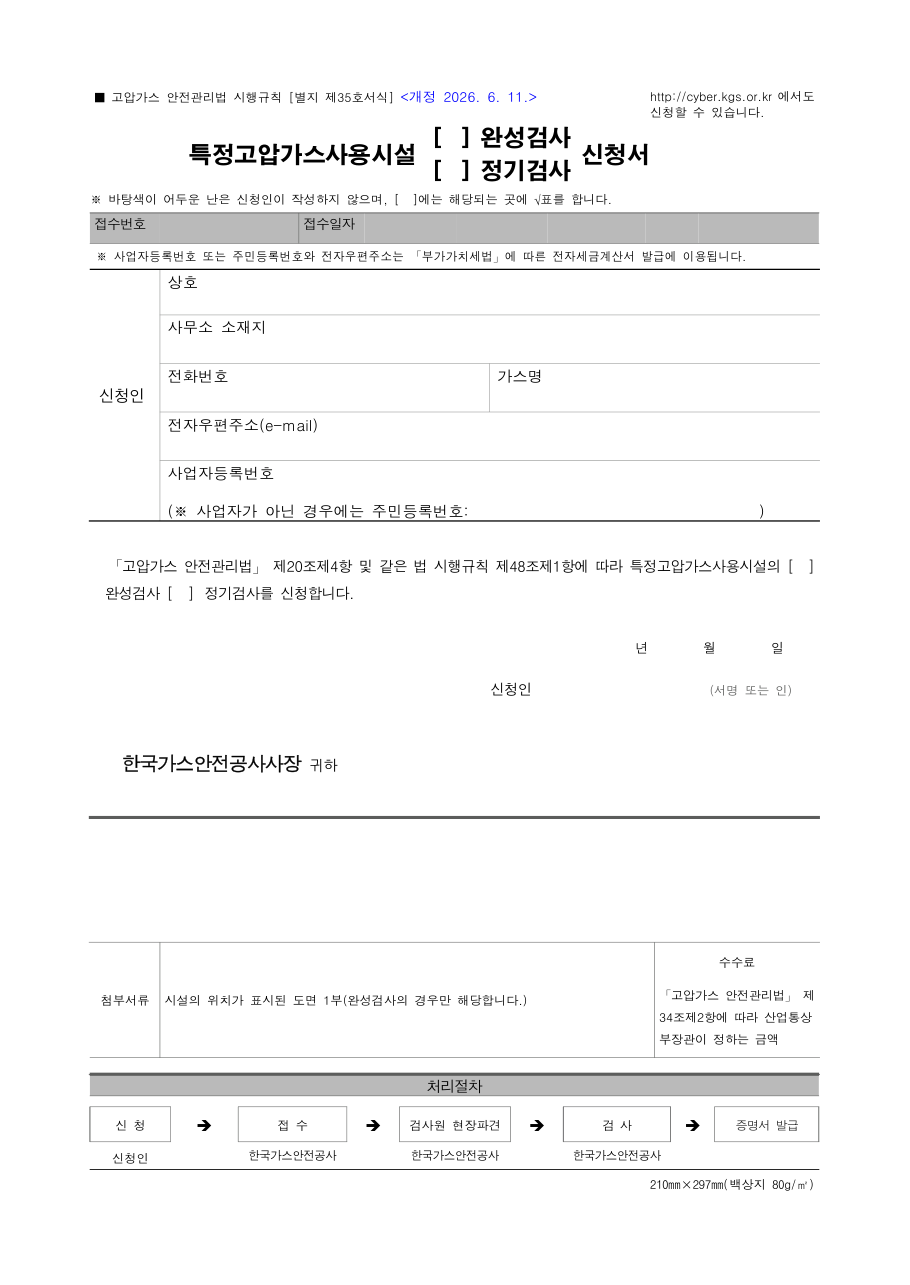 ■ 고압가스 안전관리법 시행규칙 [별지 제35호서식] <개정 2026. 6. 11.>
http://cyber.kgs.or.kr 에서도
신청할 수 있습니다.
특정고압가스사용시설 [ ] 완성검사 신청서
[ ] 정기검사
※ 바탕색이 어두운 난은 신청인이 작성하지 않으며, [ ]에는 해당되는 곳에 √표를 합니다.
접수번호 접수일자
※ 사업자등록번호 또는 주민등록번호와 전자우편주소는 「부가가치세법」에 따른 전자세금계산서 발급에 이용됩니다.
신청인
상호
사무소 소재지
전화번호 가스명
전자우편주소(e-mail)
사업자등록번호
(※ 사업자가 아닌 경우에는 주민등록번호: )
「고압가스 안전관리법」 제20조제4항 및 같은 법 시행규칙 제48조제1항에 따라 특정고압가스사용시설의 [ ]
완성검사 [ ] 정기검사를 신청합니다.
년 월 일
신청인 (서명 또는 인)
한국가스안전공사사장 귀하
첨부서류
시설의 위치가 표시된 도면 1부(완성검사의 경우만 해당합니다.)
수수료
「고압가스 안전관리법」 제
34조제2항에 따라 산업통상
부장관이 정하는 금액
처리절차
신 청 ➔ 접 수 ➔ 검사원 현장파견 ➔ 검 사 ➔ 증명서 발급
신청인 한국가스안전공사 한국가스안전공사 한국가스안전공사
210㎜×297㎜(백상지 80g/㎡)